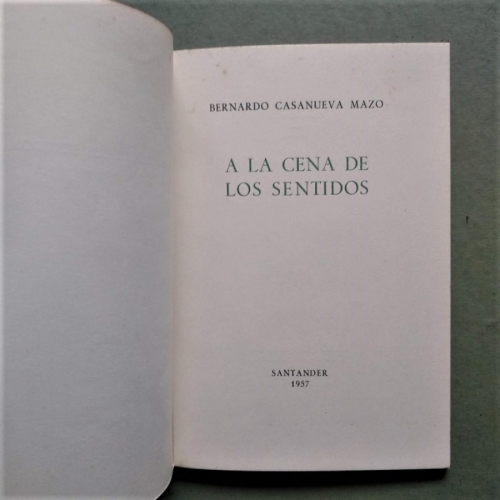 BERNARDO CASANUEVA MAZO
A LA CENA DE
LOS SENTIDOS
SANTANDER
1957